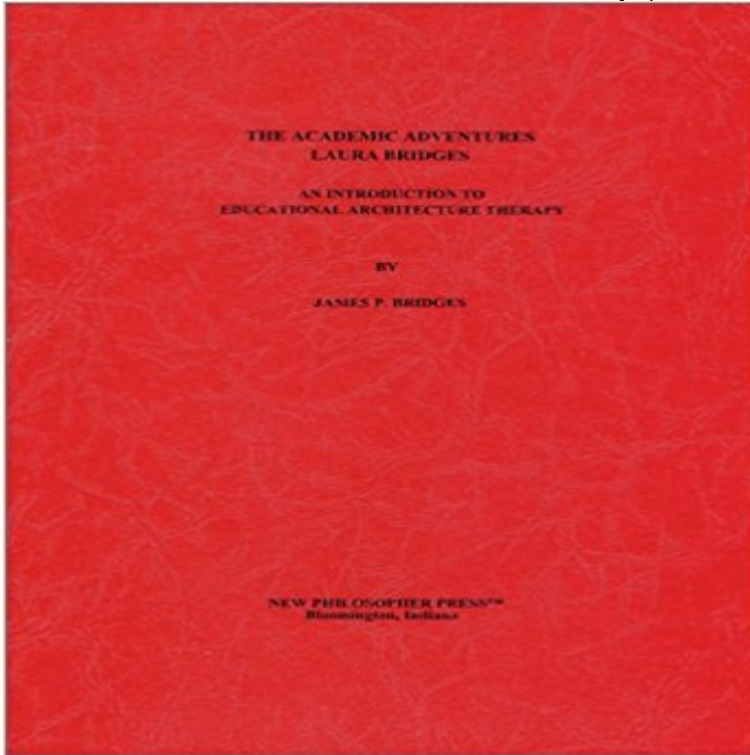 THE ACADEMIC ADVENTURES
LAURA BRIDGES
AN INTRODUCTION TO
EDUCATIONAL ARCHITECTURE THERAPY
BY
JAMES P. BRIDGES
NEW PHILOSOPHER PRESS™
Bloomington, Indiana